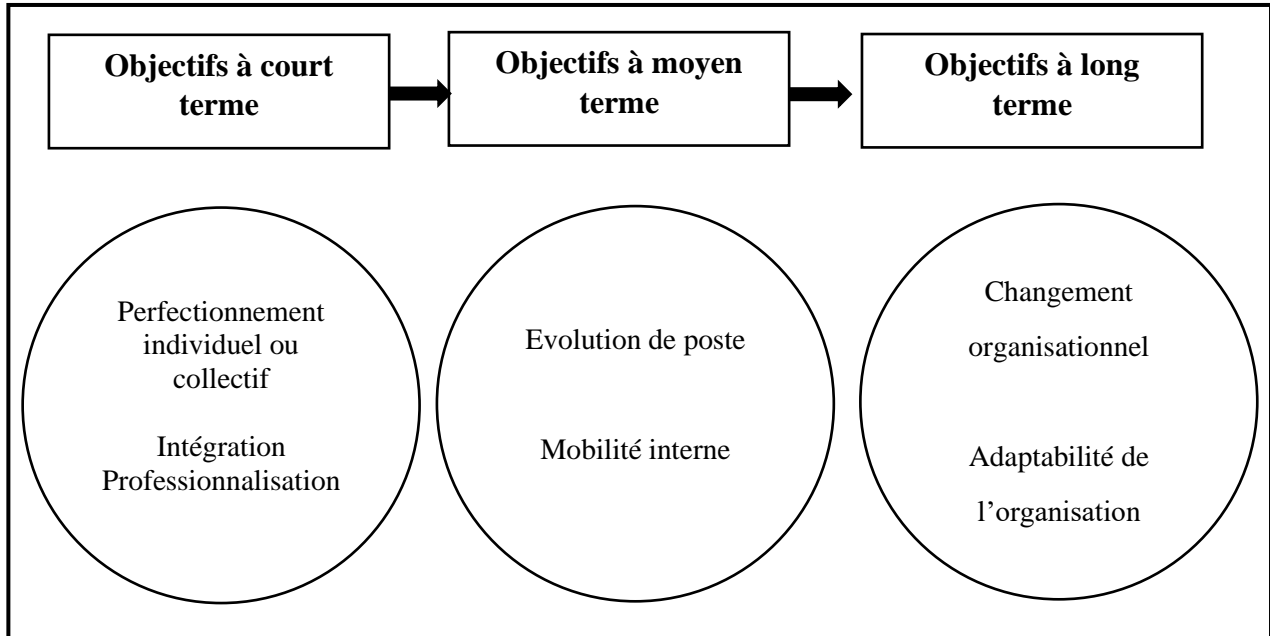 Objectifs à court
terme
Objectifs à moyen
terme
Objectifs à long
terme
Perfectionnement
individuel ou
collectif
Intégration
Professionnalisation
Evolution de poste
Mobilité interne
Changement
organisationnel
Adaptabilité de
l’organisation